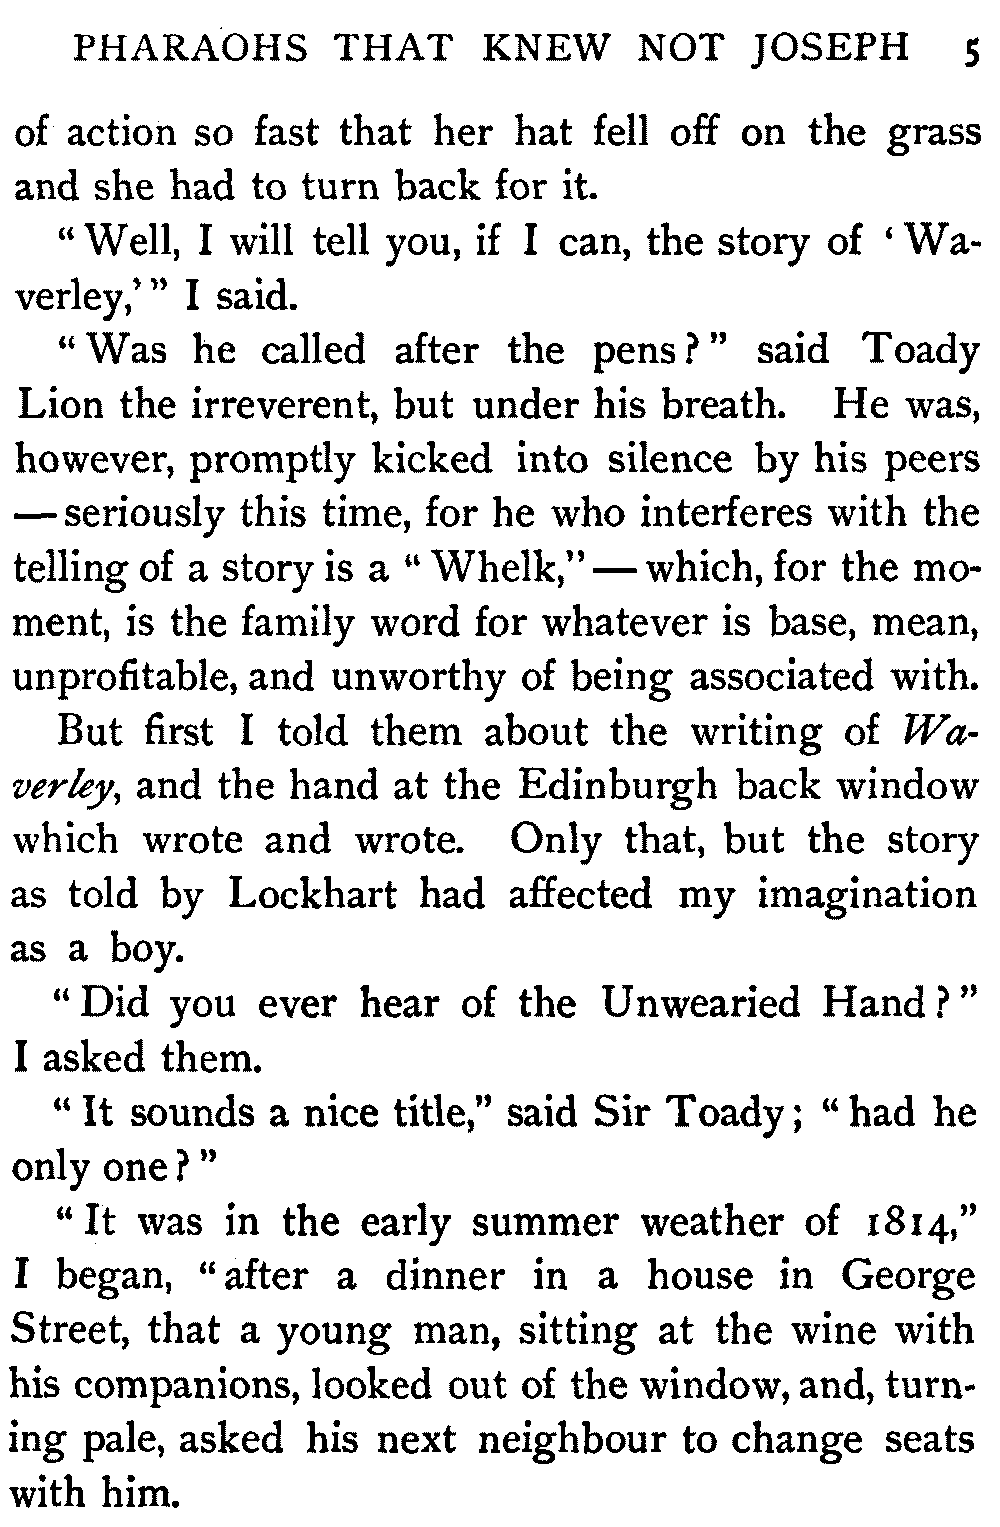 PHARAOHS THAT KNEW NOT JOSEPH 5
of action so fast that her hat fell off on the grass
and she had to turn back for it.
“Well, I will tell you, if I can, the story of ‘Wa-
verley,’” I said.
“Was he called after the pens?” said Toady
Lion the irreverent, but under his breath. He was,
however, promptly kicked into silence by his peers
—seriously this time, for he who interferes with the
telling of a story is a “Whelk,”—which, for the mo-
ment, is the family word for whatever is base, mean,
unprofitable, and unworthy of being associated with.
But first I told them about the writing of Wa-
verley, and the hand at the Edinburgh back window
which wrote and wrote. Only that, but the story
as told by Lockhart had affected my imagination
as a boy.
“Did you ever hear of the Unwearied Hand?”
I asked them.
“It sounds a nice title,” said Sir Toady; “had he
only one?”
“It was in the early summer weather of 1814,”
I began, “after a dinner in a house in George
Street, that a young man, sitting at the wine with
his companions, looked out of the window, and, turn-
ing pale, asked his next neighbour to change seats
with him.